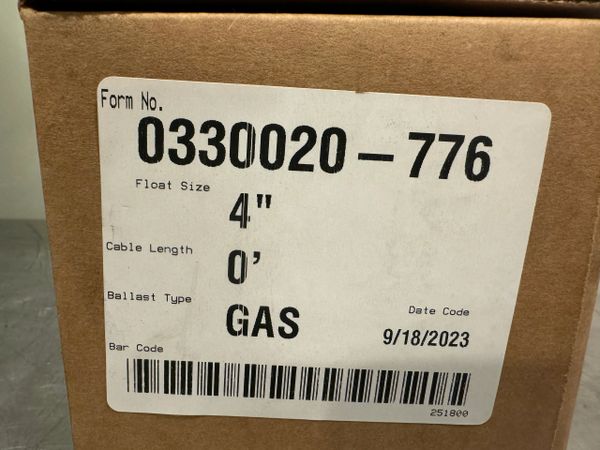 Form No.
0330020-776
Float Size
4"
Cable Length
0'
Ballast Type
GAS
Date Code
9/18/2023
Bar Code
251800